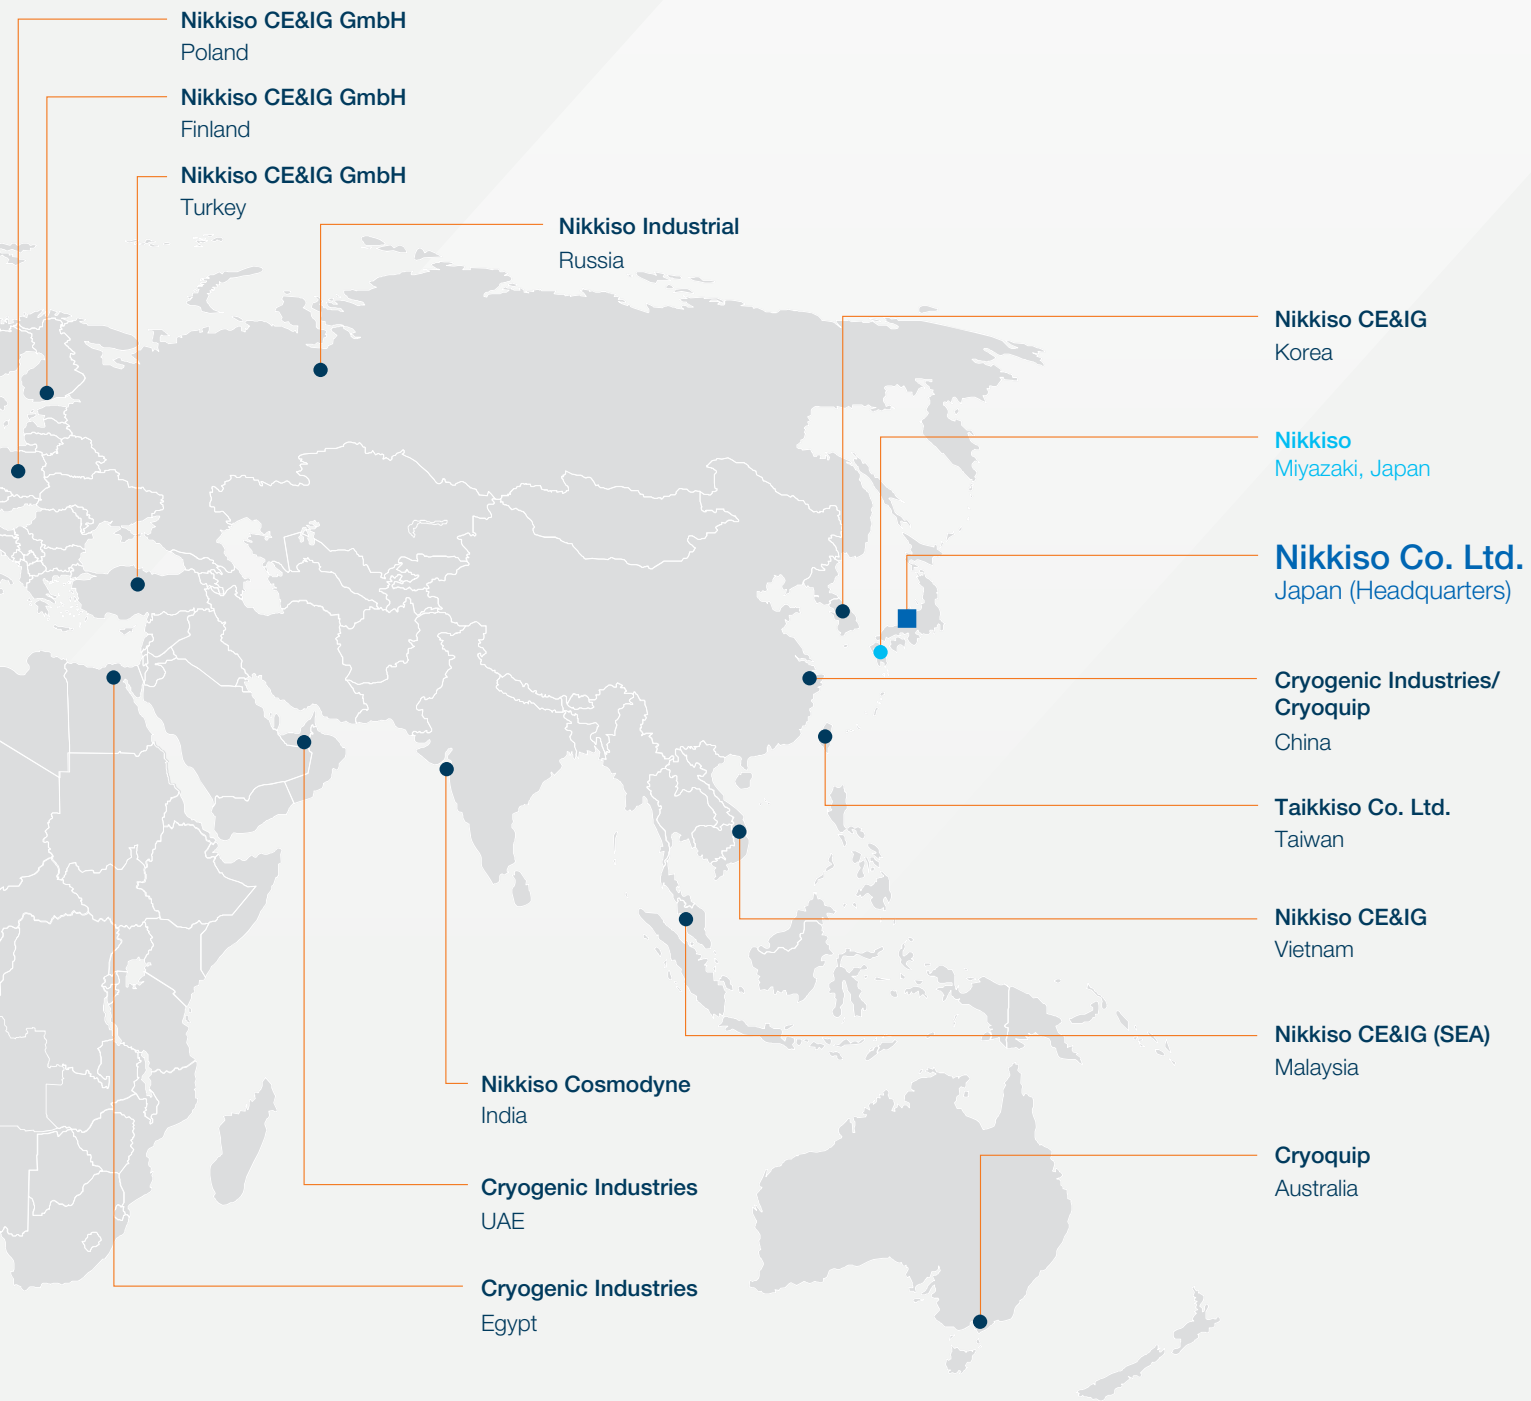 Nikkiso CE&IG GmbH
Poland
Nikkiso CE&IG GmbH
Finland
Nikkiso CE&IG GmbH
Turkey
Nikkiso Industrial
Russia
Nikkiso CE&IG
Korea
Nikkiso
Miyazaki, Japan
Nikkiso Co. Ltd.
Japan (Headquarters)
Cryogenic Industries/
Cryoquip
China
Taikkiso Co. Ltd.
Taiwan
Nikkiso CE&IG
Vietnam
Nikkiso CE&IG (SEA)
Malaysia
Cryoquip
Australia
Nikkiso Cosmodyne
India
Cryogenic Industries
UAE
Cryogenic Industries
Egypt